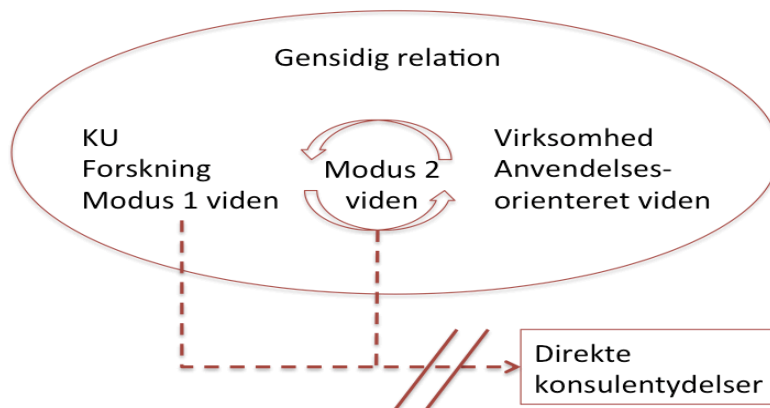 Gensidig relation
KU
Forskning
Modus 1 viden
Modus 2
viden
Virksomhed
Anvendelses-
orienteret viden
Direkte
konsulentydelser